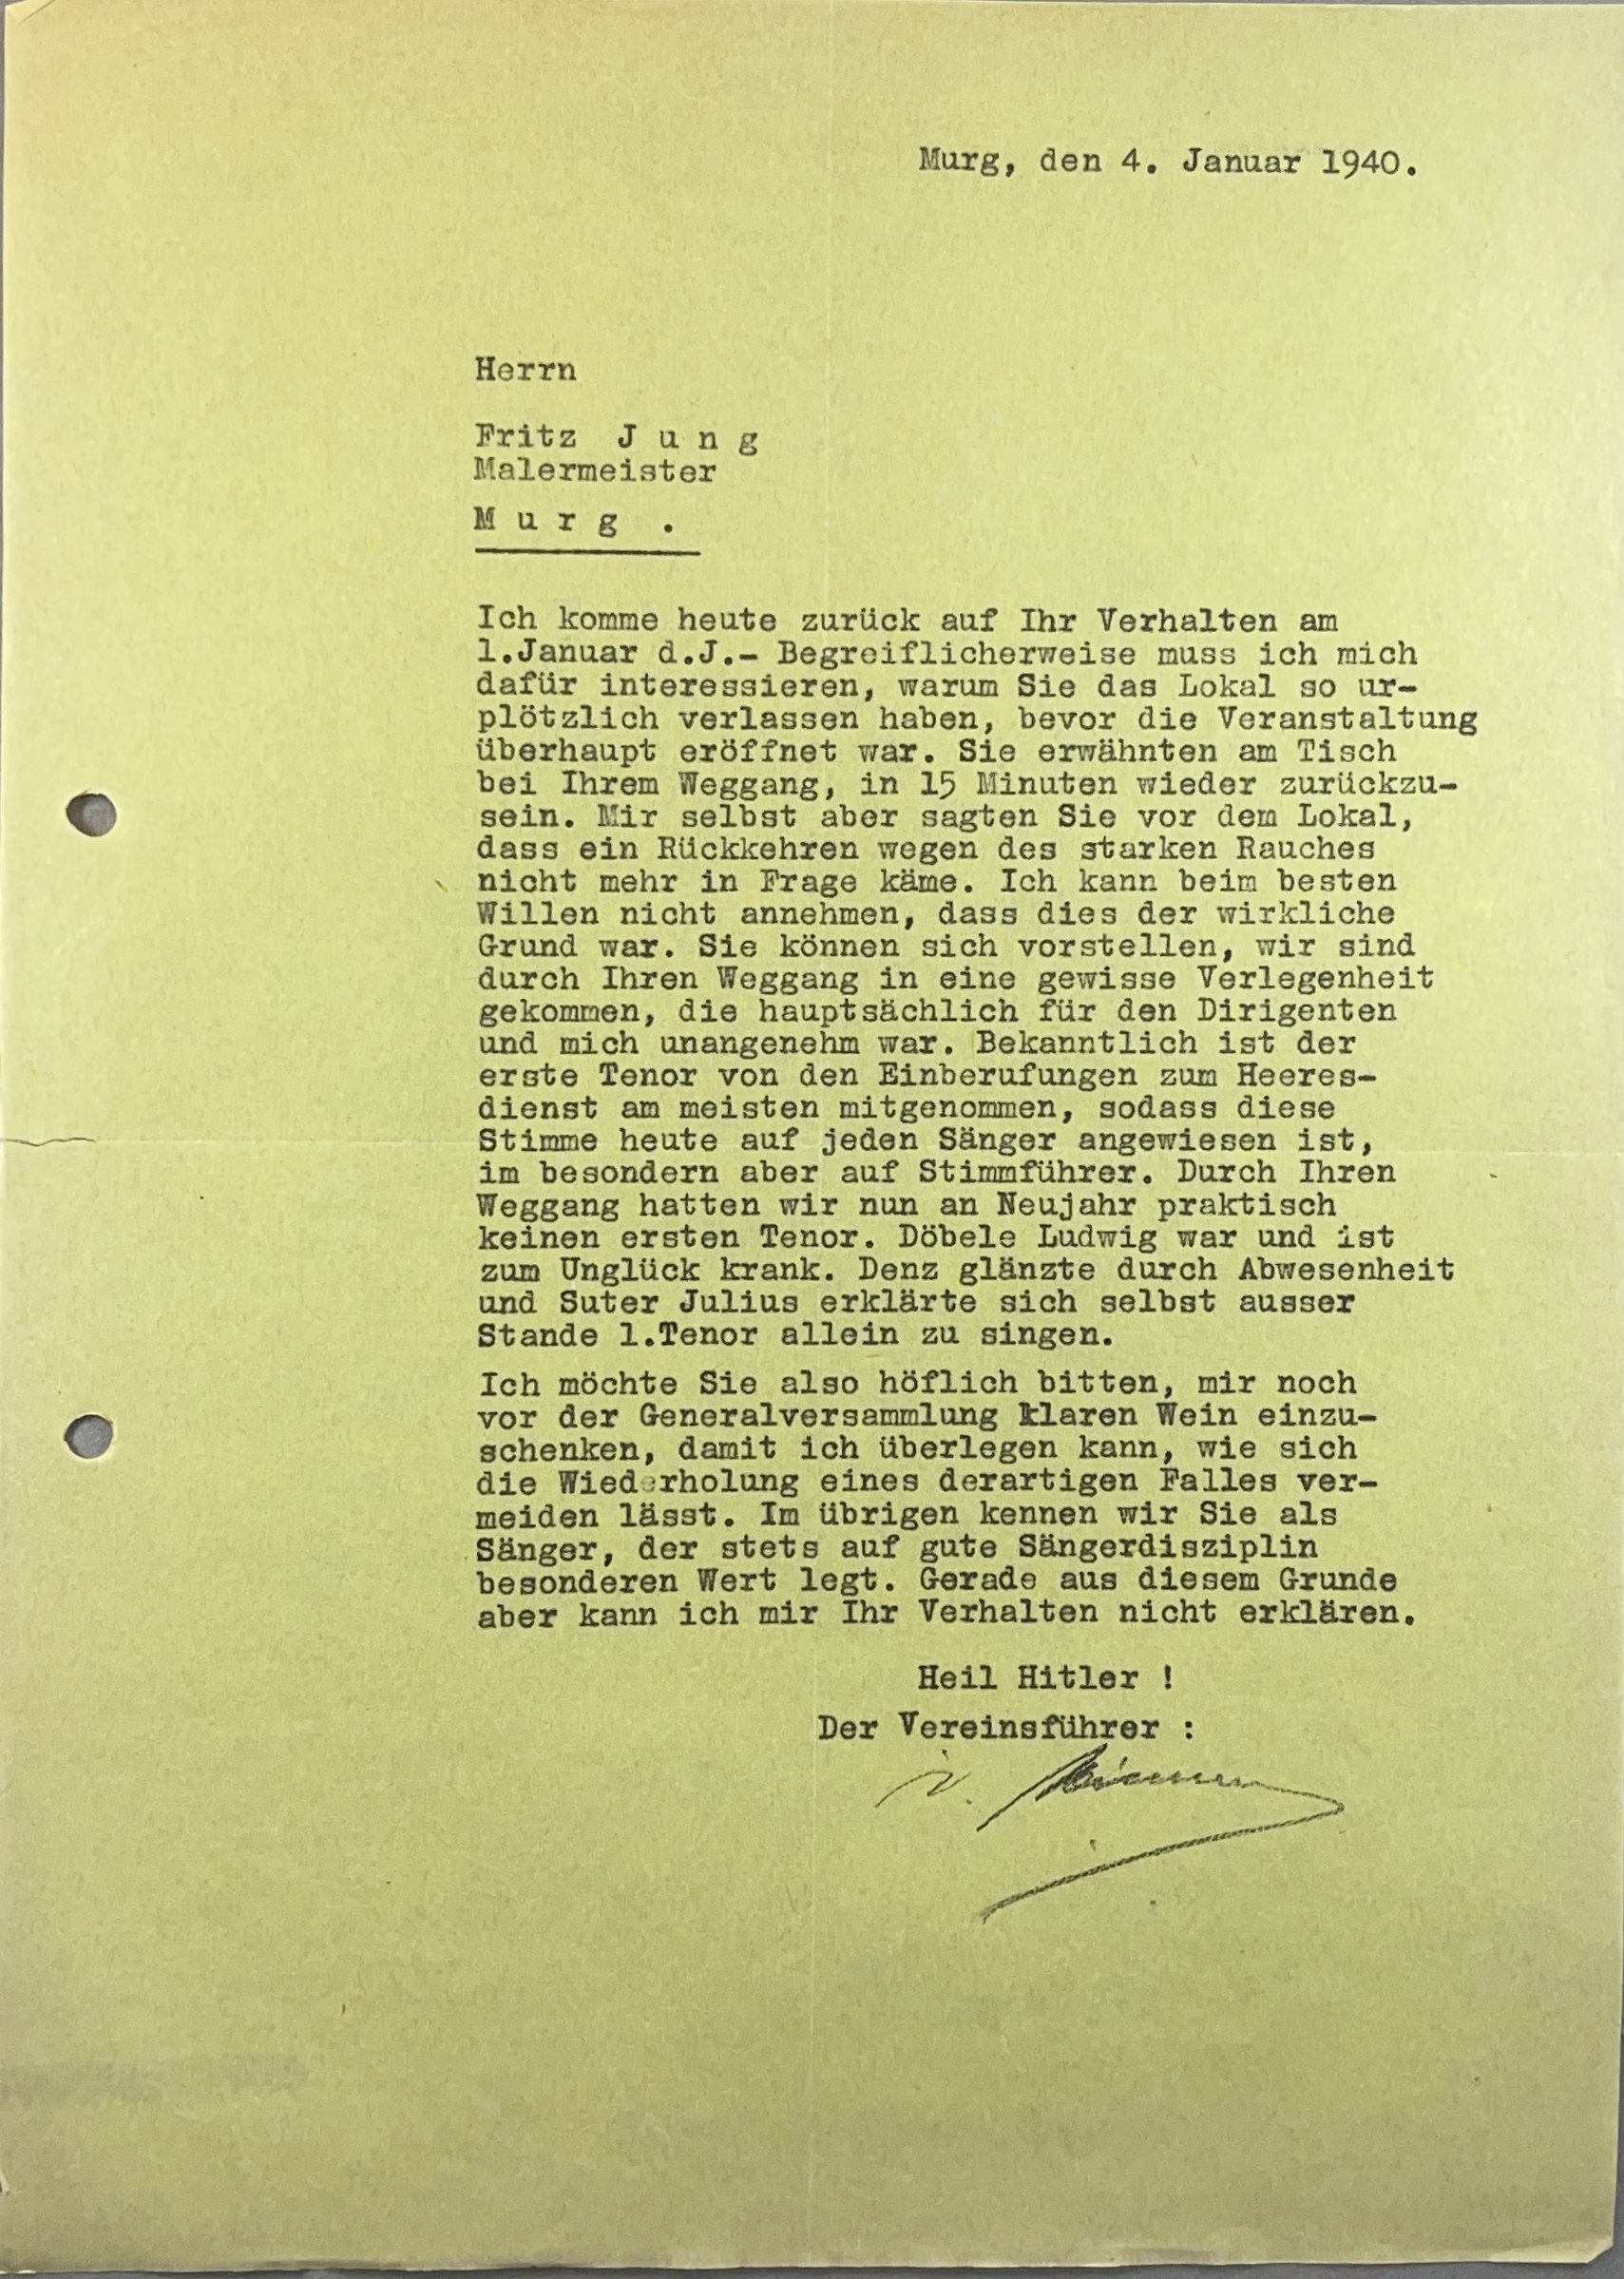 Murg, den 4. Januar 1940.
Herrn
Fritz J u n g
Malermeister
M u r g .
Ich komme heute zurück auf Ihr Verhalten am
1.Januar d.J.- Begreiflicherweise muss ich mich
dafür interessieren, warum Sie das Lokal so ur-
plötzlich verlassen haben, bevor die Veranstaltung
überhaupt eröffnet war. Sie erwähnten am Tisch
bei Ihrem Weggang, in 15 Minuten wieder zurückzu-
sein. Mir selbst aber sagten Sie vor dem Lokal,
dass ein Rückkehren wegen des starken Rauches
nicht mehr in Frage käme. Ich kann beim besten
Willen nicht annehmen, dass dies der wirkliche
Grund war. Sie können sich vorstellen, wir sind
durch Ihren Weggang in eine gewisse Verlegenheit
gekommen, die hauptsächlich für den Dirigenten
und mich unangenehm war. Bekanntlich ist der
erste Tenor von den Einberufungen zum Heeres-
dienst am meisten mitgenommen, sodass diese
Stimme heute auf jeden Sänger angewiesen ist,
im besondern aber auf Stimmführer. Durch Ihren
Weggang hatten wir nun an Neujahr praktisch
keinen ersten Tenor. Döbele Ludwig war und ist
zum Unglück krank. Denz glänzte durch Abwesenheit
und Suter Julius erklärte sich selbst ausser
Stande 1.Tenor allein zu singen.
Ich möchte Sie also höflich bitten, mir noch
vor der Generalversammlung klaren Wein einzu-
schenken, damit ich überlegen kann, wie sich
die Wiederholung eines derartigen Falles ver-
meiden lässt. Im übrigen kennen wir Sie als
Sänger, der stets auf gute Sängerdisziplin
besonderen Wert legt. Gerade aus diesem Grunde
aber kann ich mir Ihr Verhalten nicht erklären.
Heil Hitler !
Der Vereinsführer :